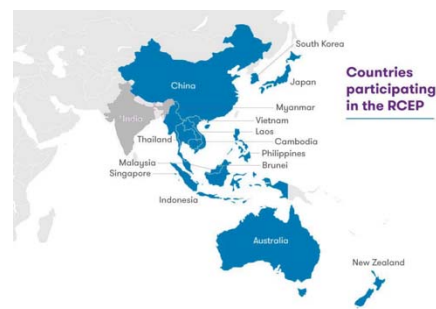 South Korea
China
Japan
Countries
participating
in the RCEP
Myanmar
India
Vietnam
Laos
Thailand
Cambodia
Philippines
Malaysia
Brunei
Singapore
Indonesia
Australia
New Zealand